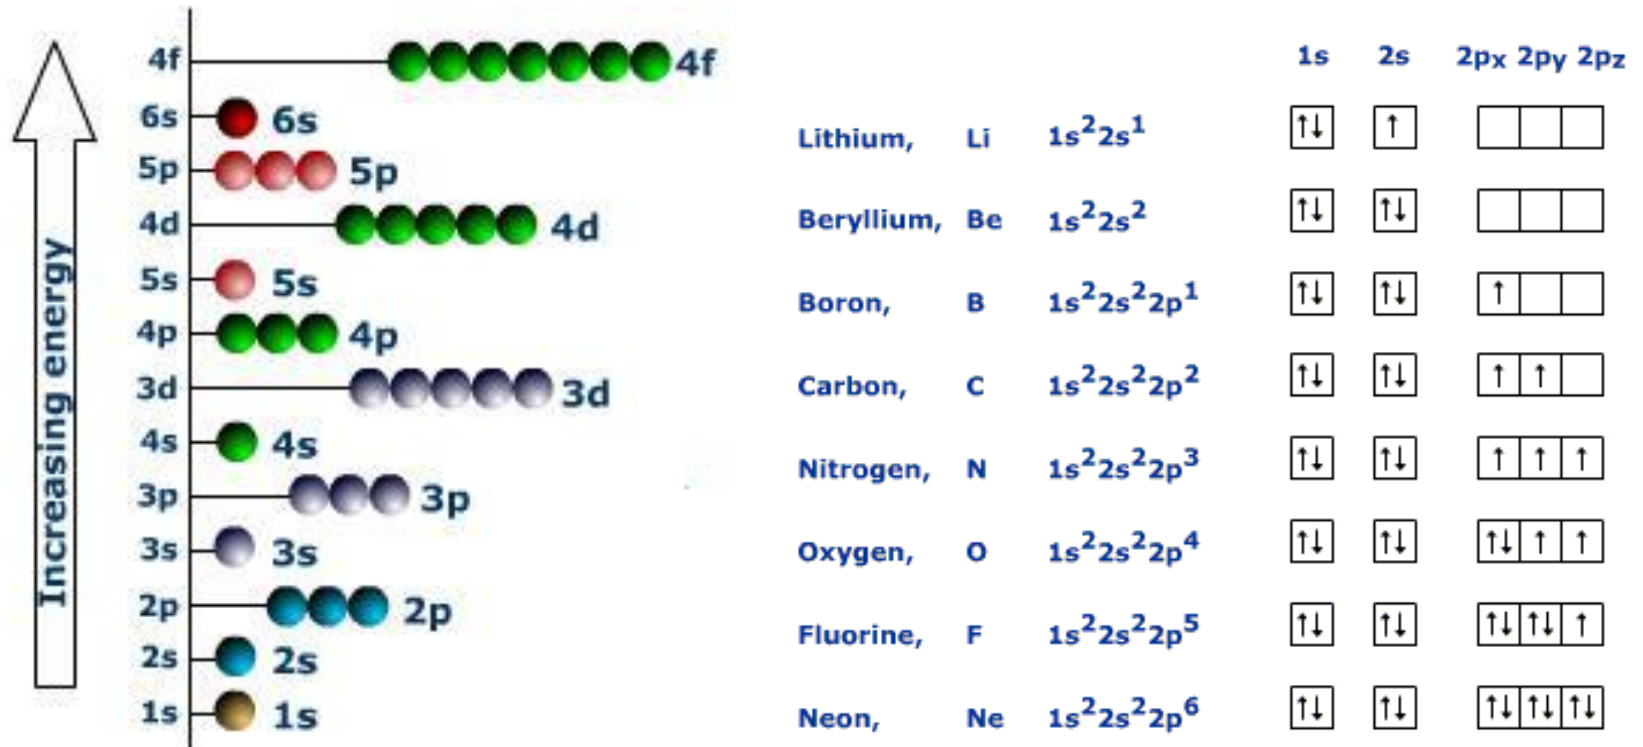 Increasing energy
4f 4f
6s 6s
5p 5p
4d 4d
5s 5s
4p 4p
3d 3d
4s 4s
3p 3p
3s 3s
2p 2p
2s 2s
1s 1s
1s 2s 2px 2py 2pz
Lithium, Li 1s²2s¹ ↑↓ ↑
Beryllium, Be 1s²2s² ↑↓ ↑↓
Boron, B 1s²2s²2p¹ ↑↓ ↑↓ ↑
Carbon, C 1s²2s²2p² ↑↓ ↑↓ ↑ ↑
Nitrogen, N 1s²2s²2p³ ↑↓ ↑↓ ↑ ↑ ↑
Oxygen, O 1s²2s²2p⁴ ↑↓ ↑↓ ↑↓ ↑ ↑
Fluorine, F 1s²2s²2p⁵ ↑↓ ↑↓ ↑↓ ↑↓ ↑
Neon, Ne 1s²2s²2p⁶ ↑↓ ↑↓ ↑↓ ↑↓ ↑↓